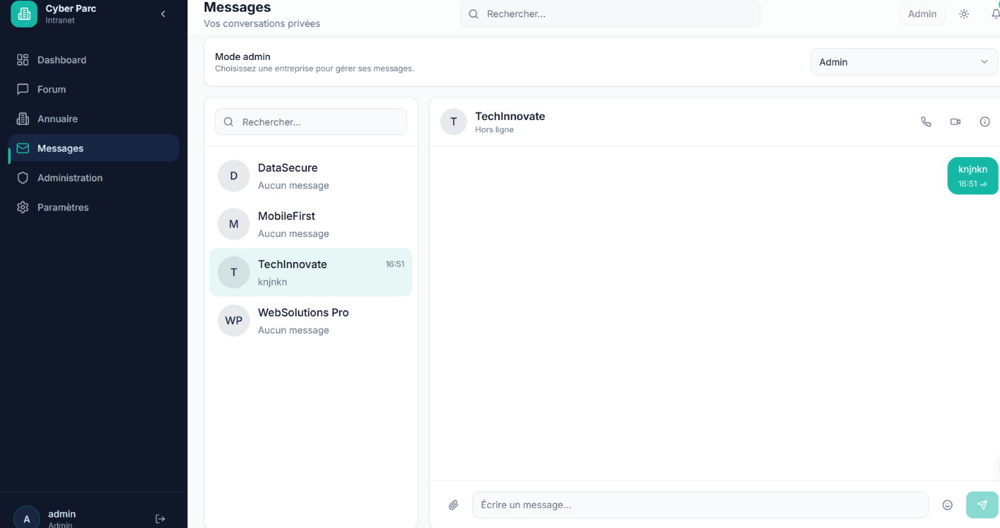 Cyber Parc
Intranet
Dashboard
Forum
Annuaire
Messages
Administration
Paramètres
A
admin
Admin
Messages
Vos conversations privées
Rechercher...
Admin
Mode admin
Choisissez une entreprise pour gérer ses messages.
Admin
Rechercher...
D
DataSecure
Aucun message
M
MobileFirst
Aucun message
T
TechInnovate
16:51
knjnkn
WP
WebSolutions Pro
Aucun message
T
TechInnovate
Hors ligne
knjnkn
16:51
Écrire un message...